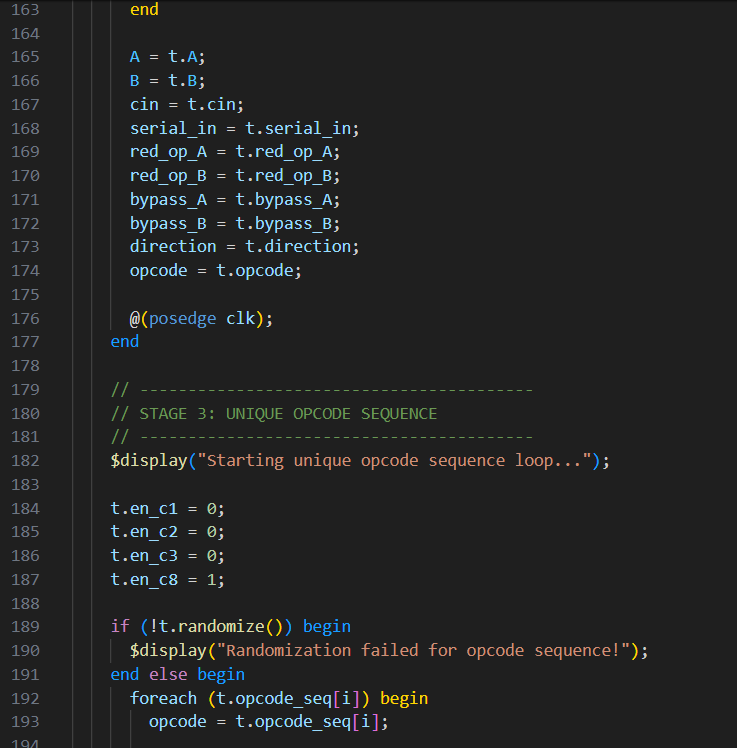 163 end
164
165 A = t.A;
166 B = t.B;
167 cin = t.cin;
168 serial_in = t.serial_in;
169 red_op_A = t.red_op_A;
170 red_op_B = t.red_op_B;
171 bypass_A = t.bypass_A;
172 bypass_B = t.bypass_B;
173 direction = t.direction;
174 opcode = t.opcode;
175
176 @(posedge clk);
177 end
178
179 // -----------------------------------------
180 // STAGE 3: UNIQUE OPCODE SEQUENCE
181 // -----------------------------------------
182 $display("Starting unique opcode sequence loop...");
183
184 t.en_c1 = 0;
185 t.en_c2 = 0;
186 t.en_c3 = 0;
187 t.en_c8 = 1;
188
189 if (!t.randomize()) begin
190 $display("Randomization failed for opcode sequence!");
191 end else begin
192 foreach (t.opcode_seq[i]) begin
193 opcode = t.opcode_seq[i];
194